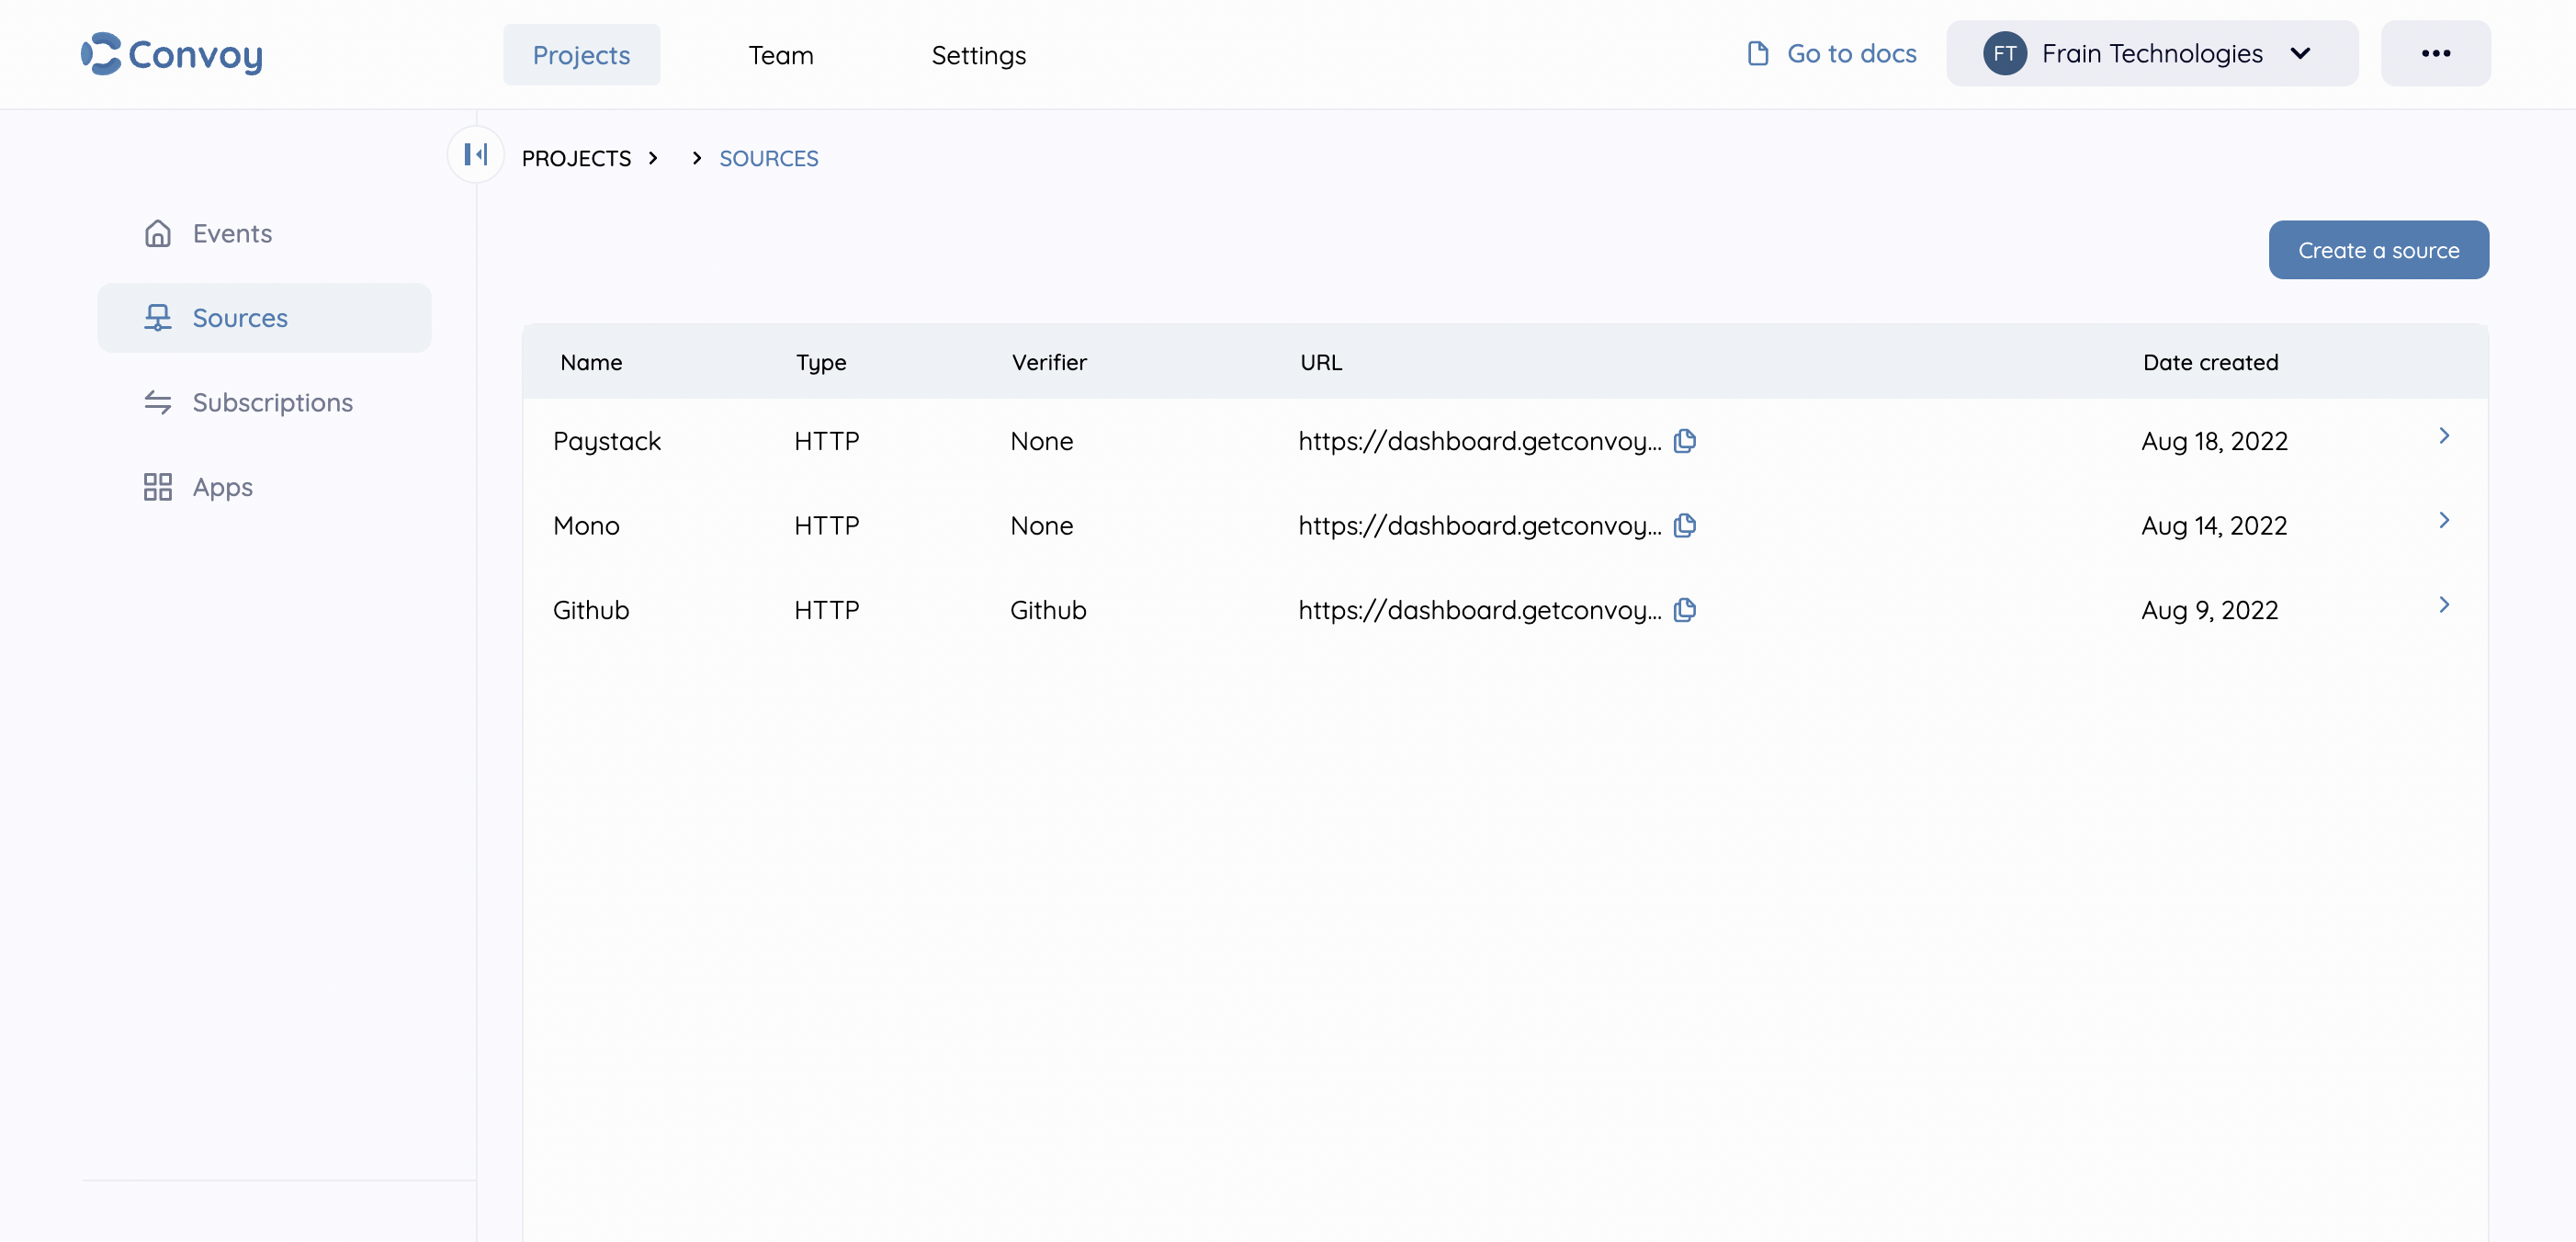 Convoy
Projects Team Settings
Go to docs
FT Frain Technologies
PROJECTS SOURCES
Events
Sources
Subscriptions
Apps
Create a source
Name Type Verifier URL Date created
Paystack HTTP None https://dashboard.getconvoy... Aug 18, 2022
Mono HTTP None https://dashboard.getconvoy... Aug 14, 2022
Github HTTP Github https://dashboard.getconvoy... Aug 9, 2022